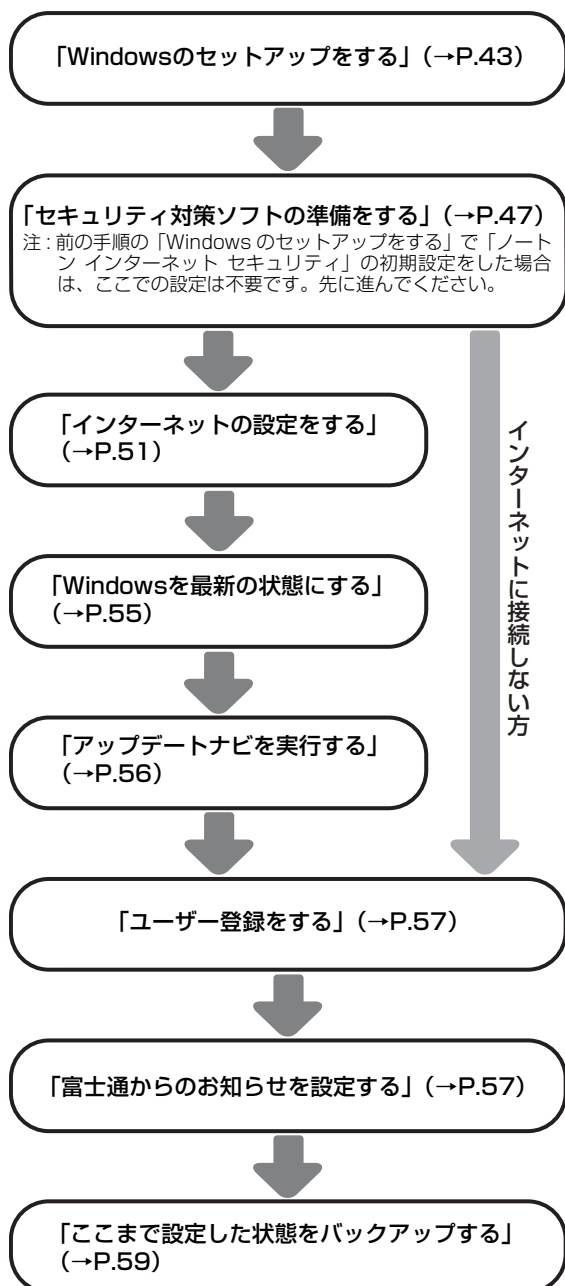 「Windowsのセットアップをする」（→P.43）
「セキュリティ対策ソフトの準備をする」（→P.47）
注：前の手順の「Windows のセットアップをする」で「ノート
ン インターネット セキュリティ」の初期設定をした場合
は、ここでの設定は不要です。先に進んでください。
「インターネットの設定をする」
（→P.51）
「Windowsを最新の状態にする」
（→P.55）
「アップデートナビを実行する」
（→P.56）
インターネットに接続しない方
「ユーザー登録をする」（→P.57）
「富士通からのお知らせを設定する」（→P.57）
「ここまで設定した状態をバックアップする」
（→P.59）